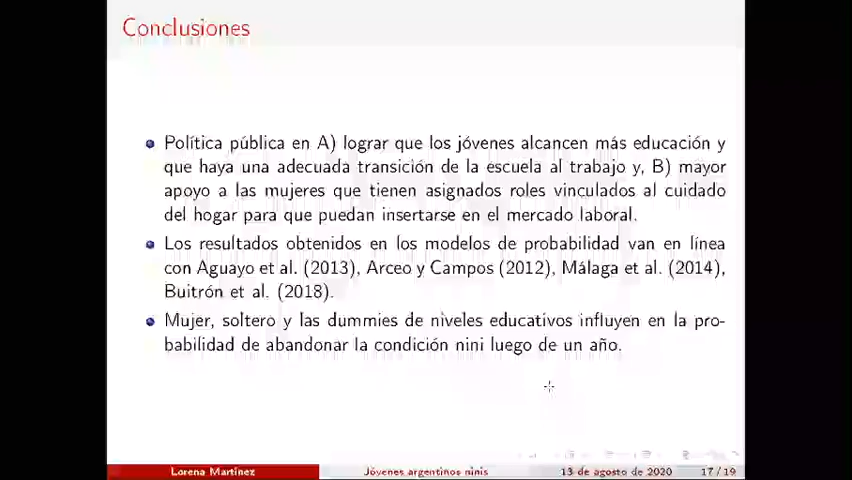 Conclusiones
Política pública en A) lograr que los jóvenes alcancen más educación y
que haya una adecuada transición de la escuela al trabajo y, B) mayor
apoyo a las mujeres que tienen asignados roles vinculados al cuidado
del hogar para que puedan insertarse en el mercado laboral.
Los resultados obtenidos en los modelos de probabilidad van en línea
con Aguayo et al. (2013), Arceo y Campos (2012), Málaga et al. (2014),
Buitrón et al. (2018).
Mujer, soltero y las dummies de niveles educativos influyen en la pro-
babilidad de abandonar la condición nini luego de un año.
Lorena Martínez Jóvenes argentinos ninis 13 de agosto de 2020 17/19